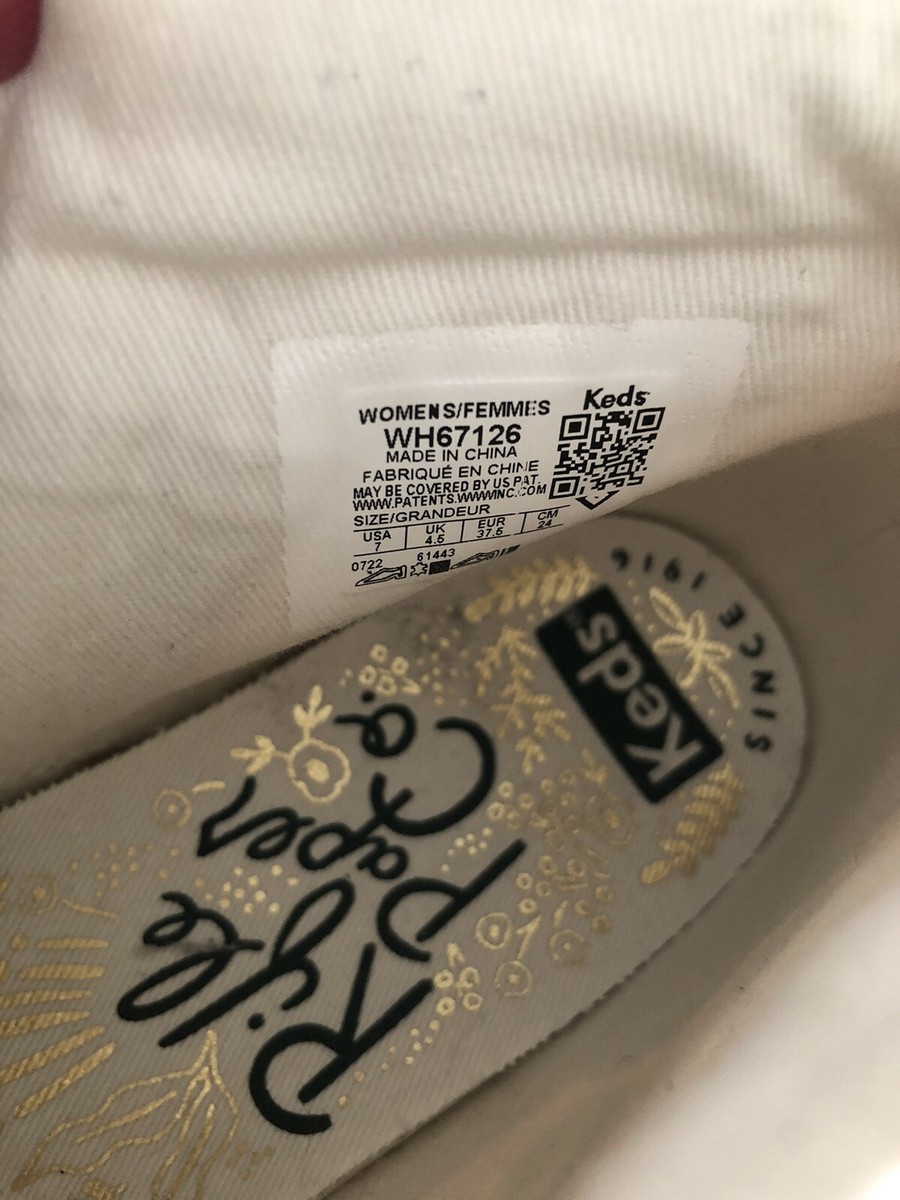 Keds
WOMENS/FEMMES
WH67126
MADE IN CHINA
FABRIQUÉ EN CHINE
MAY BE COVERED BY US PAT.
WWW.PATENTS.WWWINC.COM
SIZE/GRANDEUR
USA UK EUR CM
7 4.5 37.5 24
0722 61443
SINCE 1916
Keds
Rifle
Paper
Co.